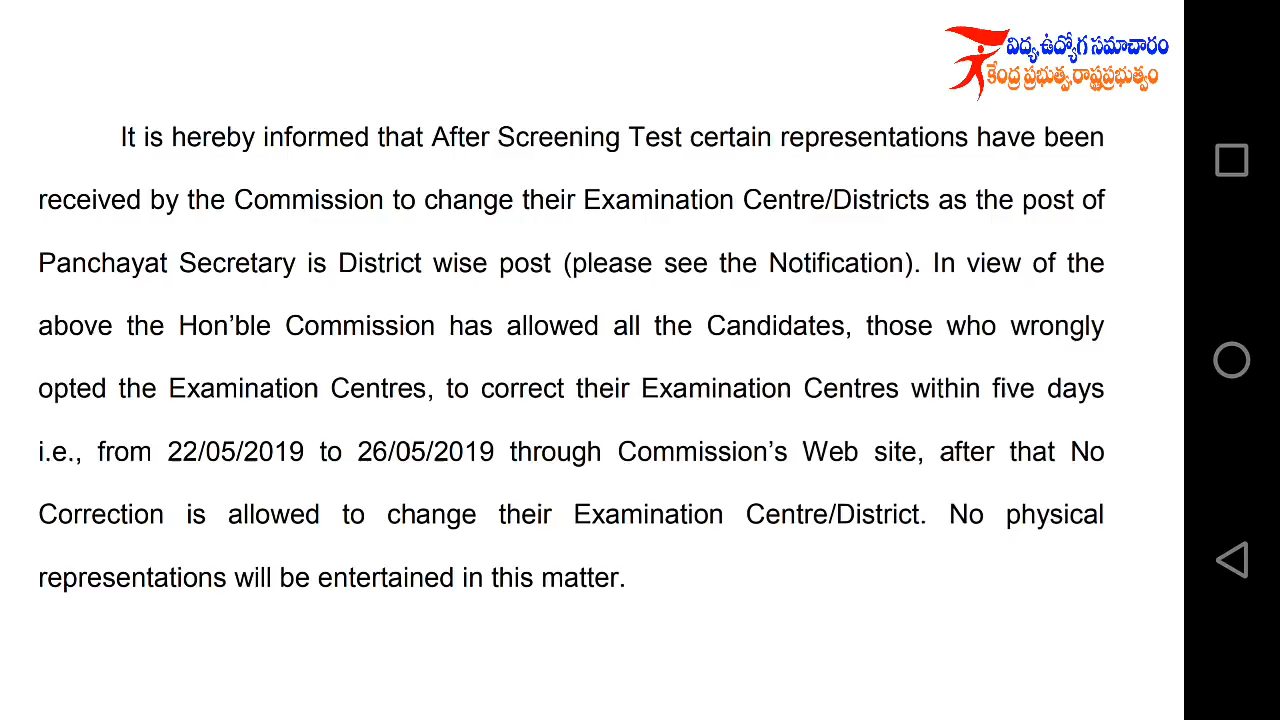 విద్య,ఉద్యోగ సమాచారం
కేంద్ర ప్రభుత్వ,రాష్ట్రప్రభుత్వం
It is hereby informed that After Screening Test certain representations have been
received by the Commission to change their Examination Centre/Districts as the post of
Panchayat Secretary is District wise post (please see the Notification). In view of the
above the Hon’ble Commission has allowed all the Candidates, those who wrongly
opted the Examination Centres, to correct their Examination Centres within five days
i.e., from 22/05/2019 to 26/05/2019 through Commission’s Web site, after that No
Correction is allowed to change their Examination Centre/District. No physical
representations will be entertained in this matter.